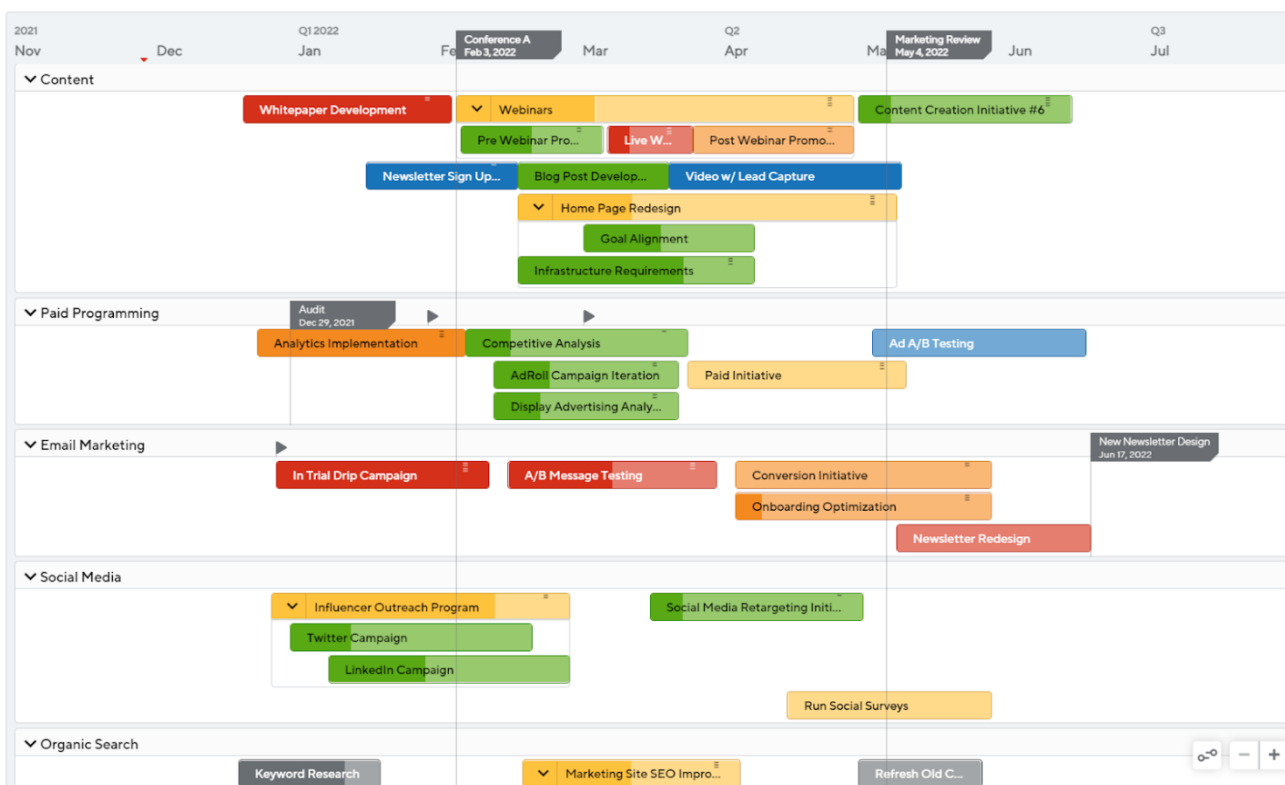 2021
Q1 2022
Q2
Q3
Nov
Dec
Jan
Fe
Conference A
Feb 3, 2022
Mar
Apr
Ma
Marketing Review
May 4, 2022
Jun
Jul
Content
Whitepaper Development
Webinars
Content Creation Initiative #6
Pre Webinar Pro...
Live W...
Post Webinar Promo...
Newsletter Sign Up...
Blog Post Develop...
Video w/ Lead Capture
Home Page Redesign
Goal Alignment
Infrastructure Requirements
Paid Programming
Audit
Dec 29, 2021
Analytics Implementation
Competitive Analysis
Ad A/B Testing
AdRoll Campaign Iteration
Paid Initiative
Display Advertising Analy...
Email Marketing
New Newsletter Design
Jun 17, 2022
In Trial Drip Campaign
A/B Message Testing
Conversion Initiative
Onboarding Optimization
Newsletter Redesign
Social Media
Influencer Outreach Program
Social Media Retargeting Initi...
Twitter Campaign
LinkedIn Campaign
Run Social Surveys
Organic Search
Keyword Research
Marketing Site SEO Impro...
Refresh Old C...